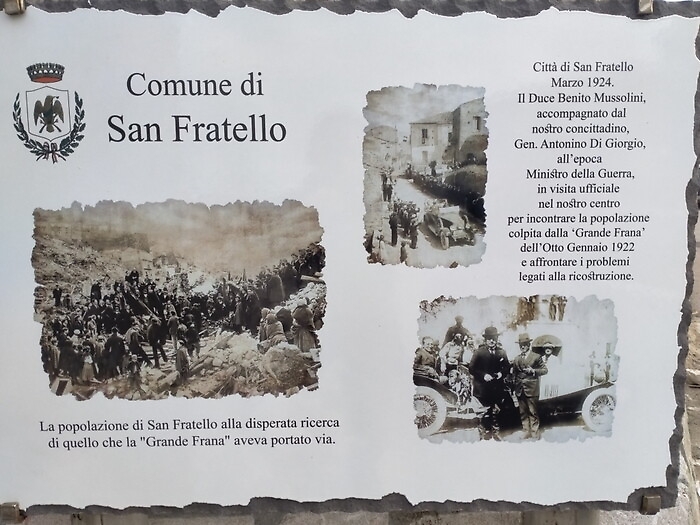 Comune di
San Fratello
La popolazione di San Fratello alla disperata ricerca
di quello che la "Grande Frana" aveva portato via.
Città di San Fratello
Marzo 1924.
Il Duce Benito Mussolini,
accompagnato dal
nostro concittadino,
Gen. Antonino Di Giorgio,
all'epoca
Ministro della Guerra,
in visita ufficiale
nel nostro centro
per incontrare la popolazione
colpita dalla 'Grande Frana'
dell'Otto Gennaio 1922
e affrontare i problemi
legati alla ricostruzione.